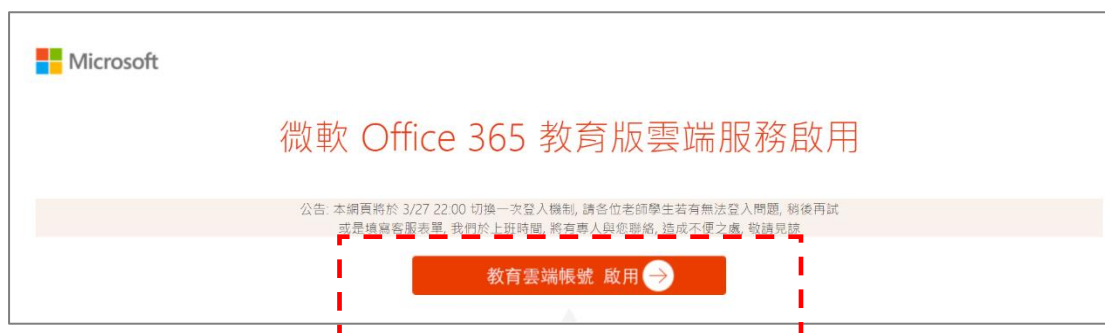 Microsoft
微軟 Office 365 教育版雲端服務啟用
公告: 本網頁將於 3/27 22:00 切換一次登入機制, 請各位老師學生若有無法登入問題, 稍後再試
或是填寫客服表單, 我們於上班時間, 將有專人與您聯絡, 造成不便之處, 敬請見諒
教育雲端帳號 啟用